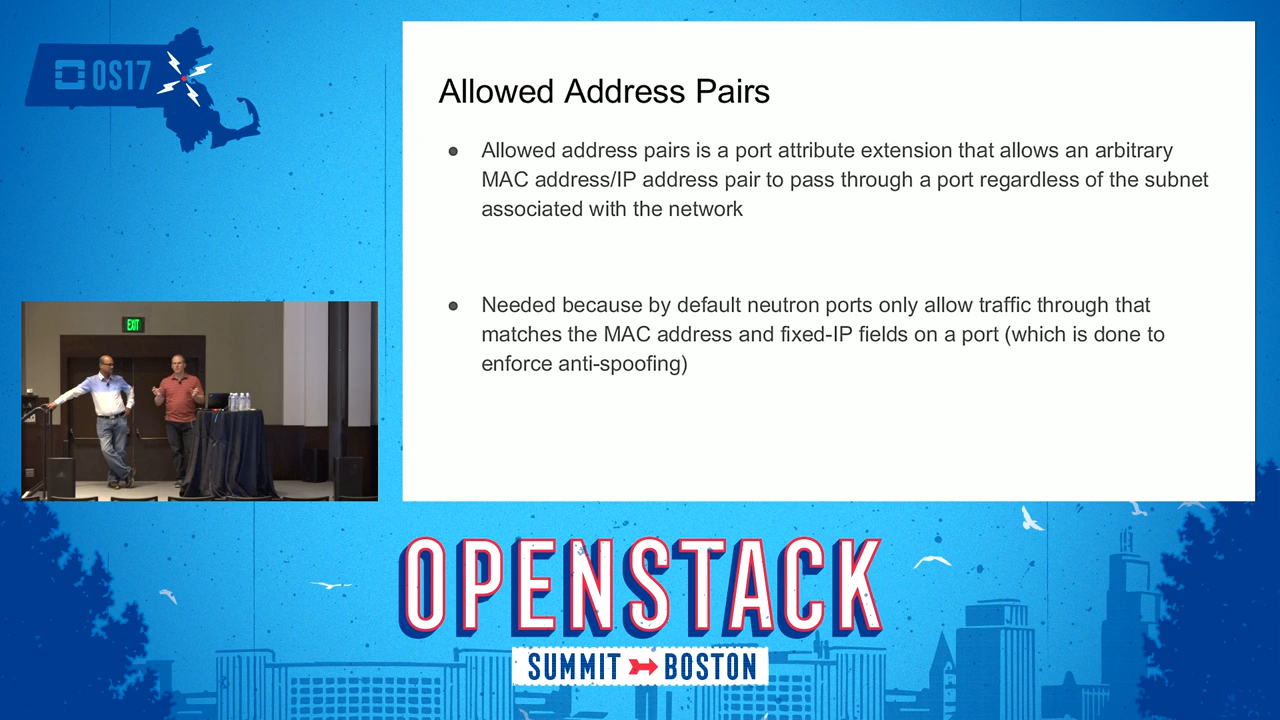 OS17
Allowed Address Pairs
● Allowed address pairs is a port attribute extension that allows an arbitrary
MAC address/IP address pair to pass through a port regardless of the subnet
associated with the network
● Needed because by default neutron ports only allow traffic through that
matches the MAC address and fixed-IP fields on a port (which is done to
enforce anti-spoofing)
EXIT
OPENSTACK
SUMMIT BOSTON